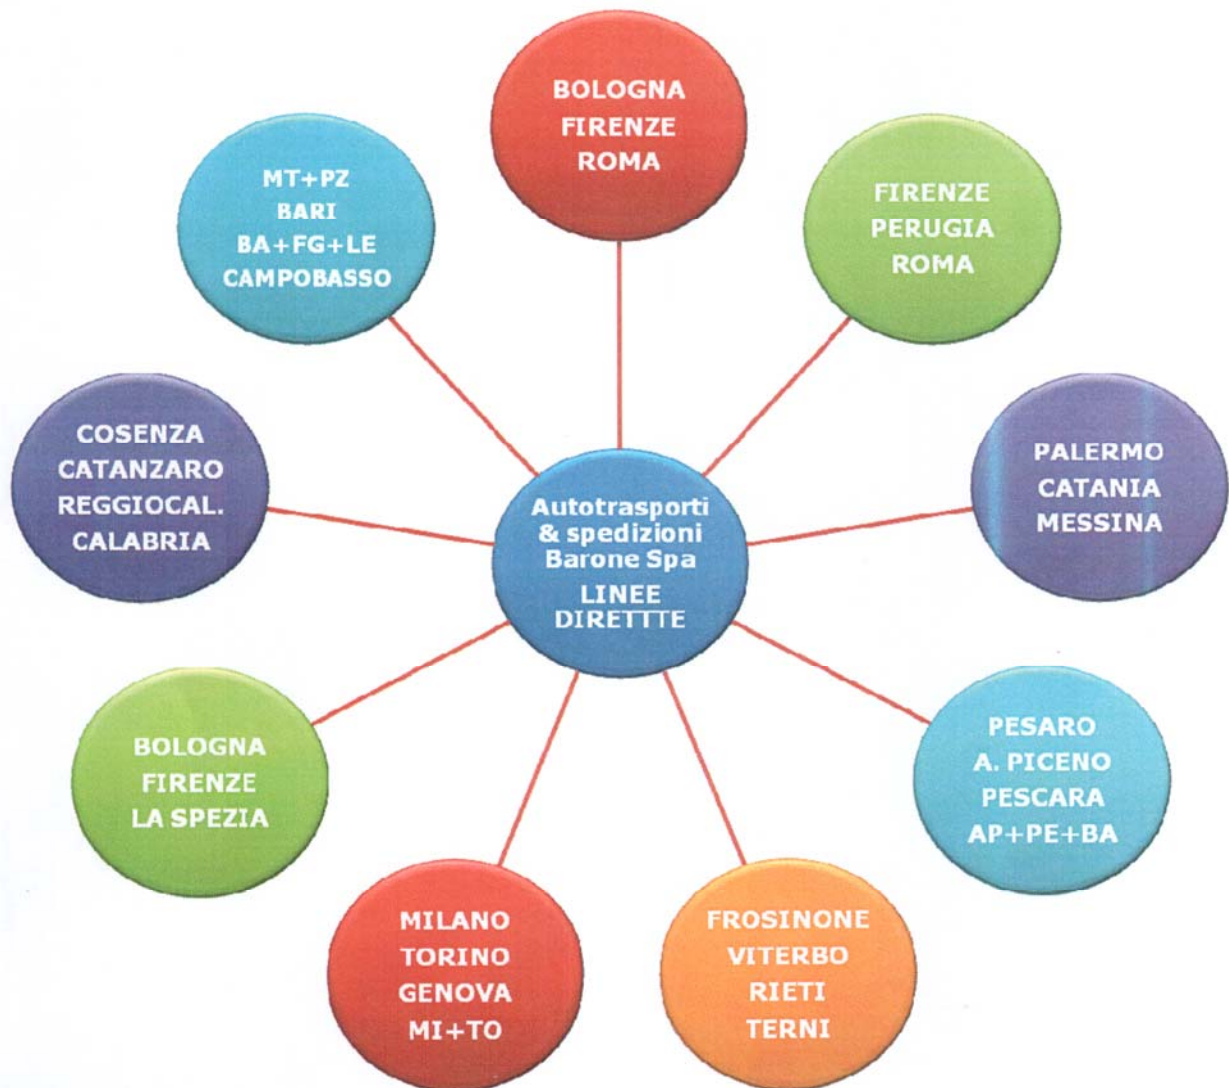 BOLOGNA
FIRENZE
ROMA
MT+PZ
BARI
BA+FG+LE
CAMPOBASSO
FIRENZE
PERUGIA
ROMA
COSENZA
CATANZARO
REGGIOCAL.
CALABRIA
Autotrasporti
& spedizioni
Barone Spa
LINEE
DIRETTTE
PALERMO
CATANIA
MESSINA
BOLOGNA
FIRENZE
LA SPEZIA
PESARO
A. PICENO
PESCARA
AP+PE+BA
MILANO
TORINO
GENOVA
MI+TO
FROSINONE
VITERBO
RIETI
TERNI